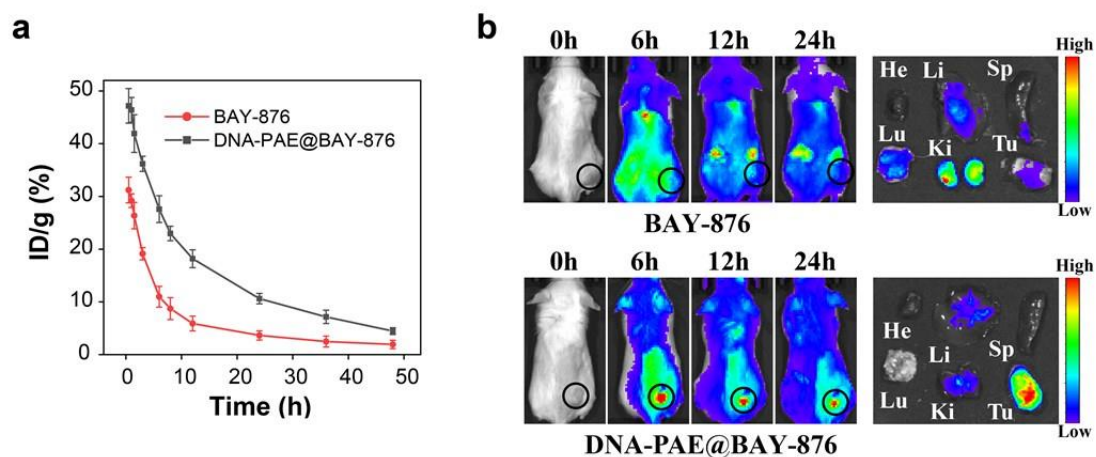 a
BAY-876
DNA-PAE@BAY-876
ID/g (%)
50
40
30
20
10
0
0 10 20 30 40 50
Time (h)
b
0h 6h 12h 24h
BAY-876
He Li Sp
Lu Ki Tu
High
Low
0h 6h 12h 24h
DNA-PAE@BAY-876
He Li Sp
Lu Ki Tu
High
Low